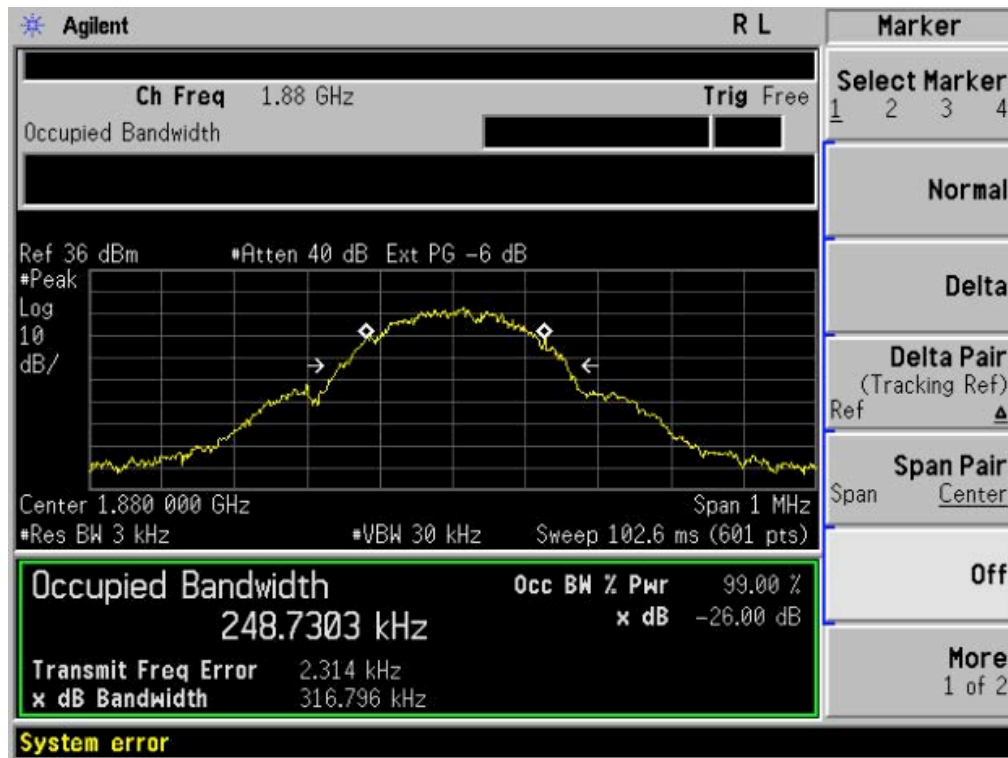 Agilent R L Marker
Select Marker
1 2 3 4
Ch Freq 1.88 GHz Trig Free
Occupied Bandwidth
Normal
Ref 36 dBm #Atten 40 dB Ext PG -6 dB
#Peak
Log
10
dB/
Delta
Delta Pair
(Tracking Ref)
Ref Δ
Span Pair
Span Center
Center 1.880 000 GHz Span 1 MHz
#Res BW 3 kHz #VBW 30 kHz Sweep 102.6 ms (601 pts)
Off
Occupied Bandwidth Occ BW % Pwr 99.00 %
248.7303 kHz x dB -26.00 dB
Transmit Freq Error 2.314 kHz
x dB Bandwidth 316.796 kHz
More
1 of 2
System error